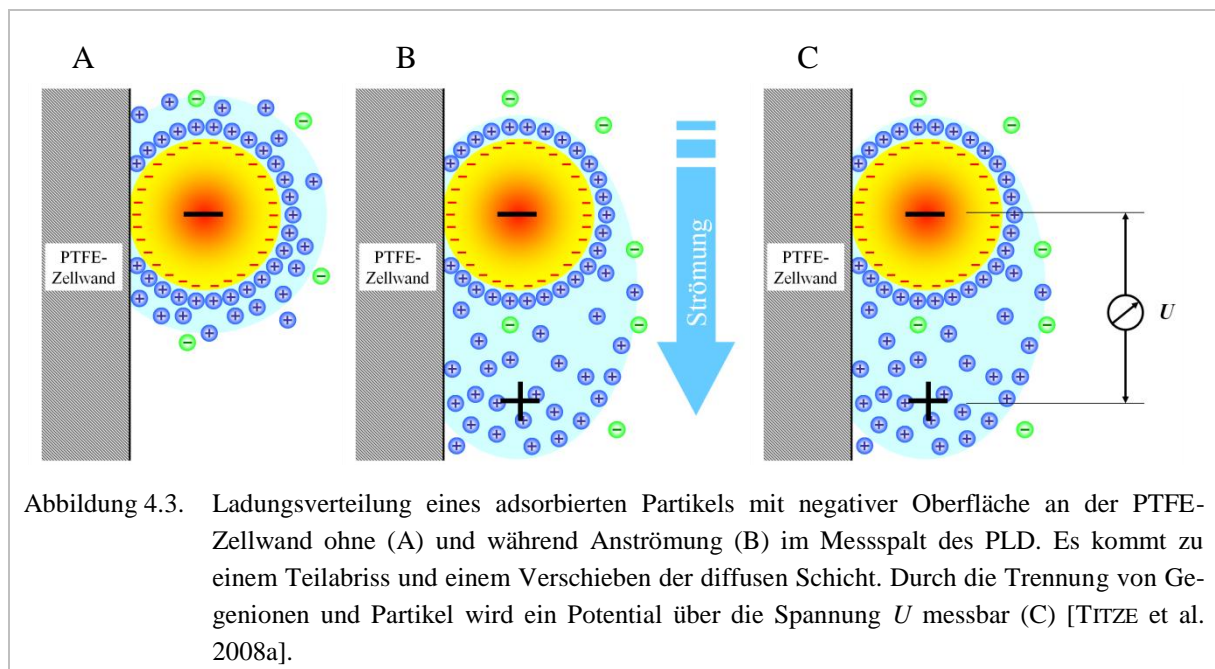 A
B
C
PTFE-
Zellwand
PTFE-
Zellwand
Strömung
PTFE-
Zellwand
U
Abbildung 4.3. Ladungsverteilung eines adsorbierten Partikels mit negativer Oberfläche an der PTFE-
Zellwand ohne (A) und während Anströmung (B) im Messspalt des PLD. Es kommt zu
einem Teilabriss und einem Verschieben der diffusen Schicht. Durch die Trennung von Ge-
genionen und Partikel wird ein Potential über die Spannung U messbar (C) [TITZE et al.
2008a].